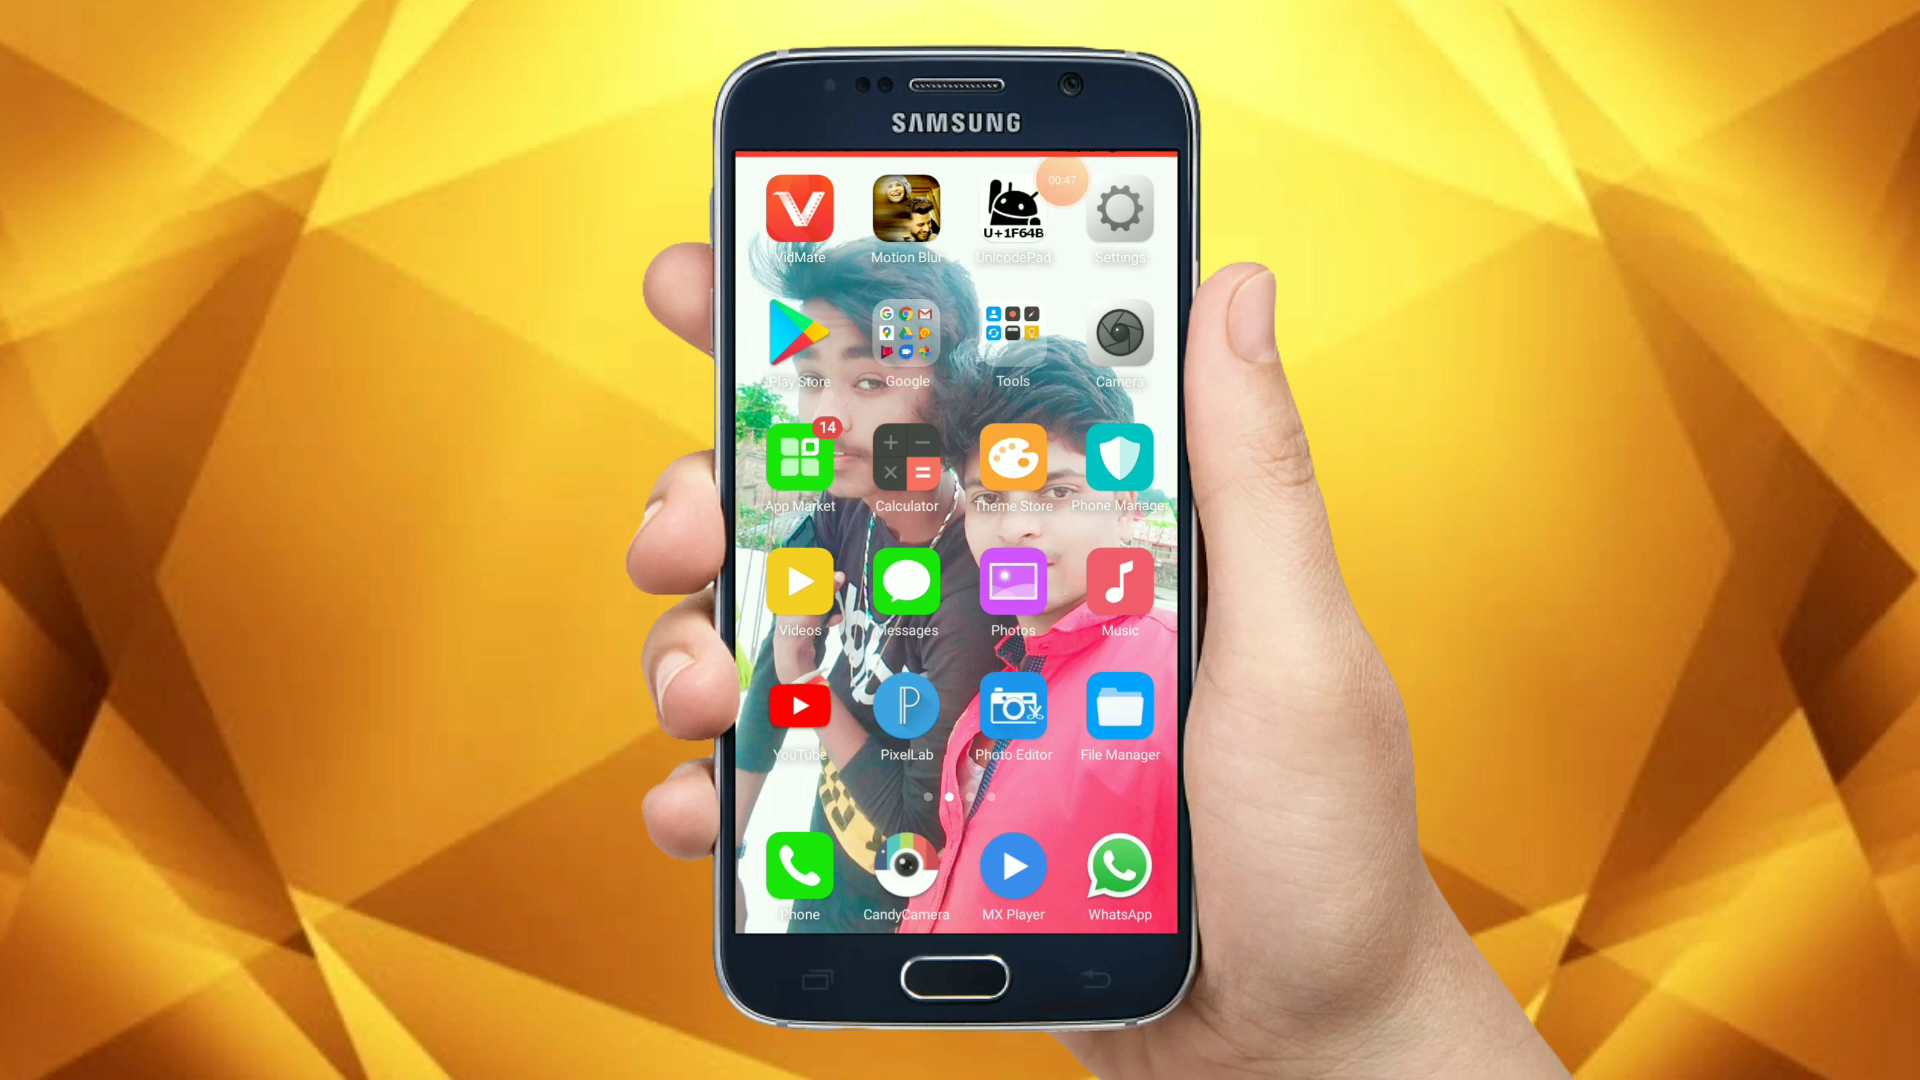 SAMSUNG
00:47
U+1F64B
VidMate
Motion Blur
UnicodePad
Settings
Play Store
Google
Tools
Camera
14
App Market
Calculator
Theme Store
Phone Manager
Videos
Messages
Photos
Music
YouTube
PixelLab
Photo Editor
File Manager
Phone
CandyCamera
MX Player
WhatsApp